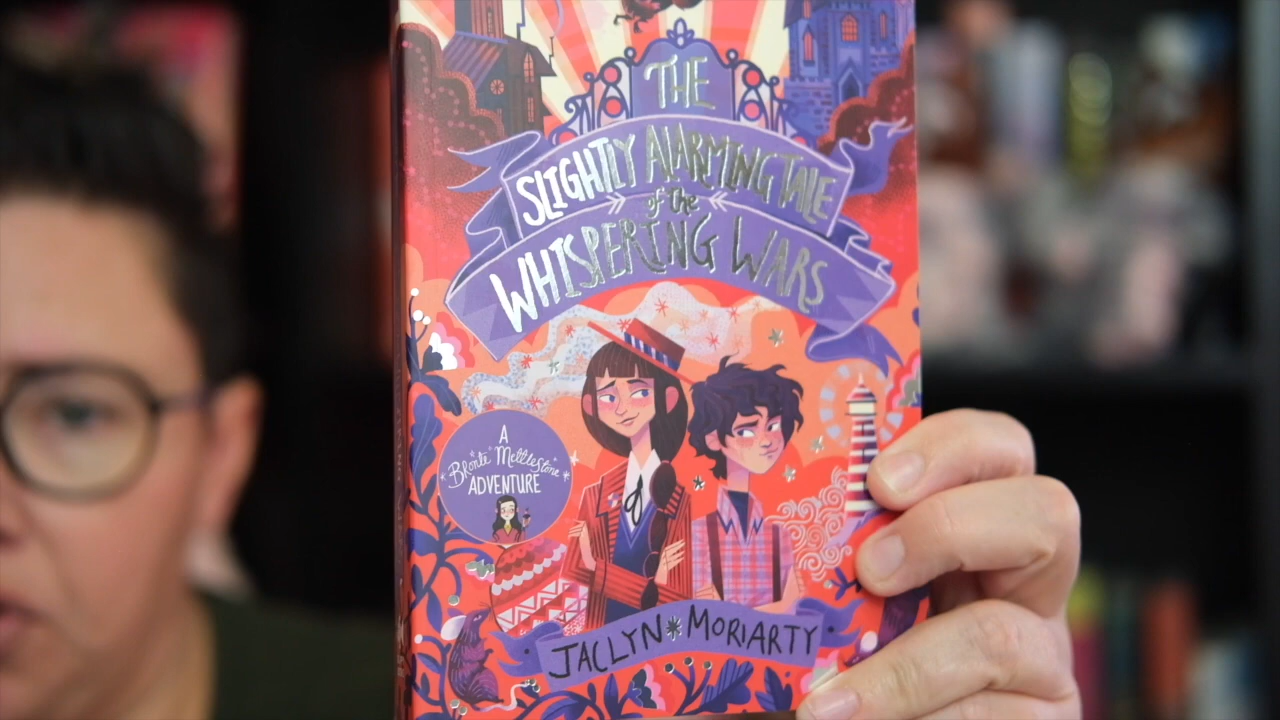 THE
SLIGHTLY ALARMING TALE
of the
WHISPERING WARS
A
Bronte Mettlestone
ADVENTURE
JACLYN MORIARTY